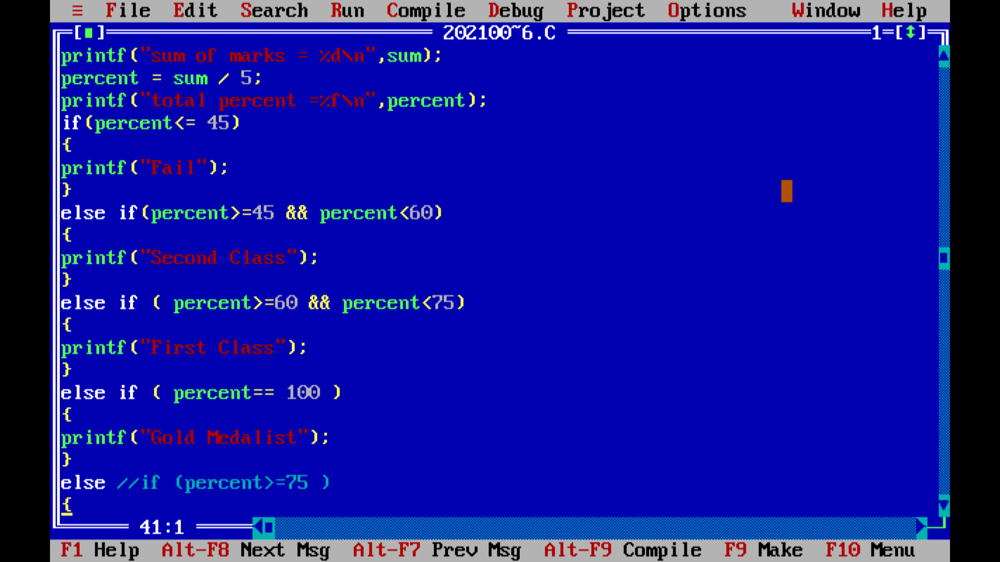 ≡ File Edit Search Run Compile Debug Project Options Window Help
[■] 202100~6.C 1=[↕]
printf("sum of marks = %d\n",sum);
percent = sum / 5;
printf("total percent =%f\n",percent);
if(percent<= 45)
{
printf("Fail");
}
else if(percent>=45 && percent<60)
{
printf("Second Class");
}
else if ( percent>=60 && percent<75)
{
printf("First Class");
}
else if ( percent== 100 )
{
printf("Gold Medalist");
}
else //if (percent>=75 )
{
41:1
F1 Help Alt-F8 Next Msg Alt-F7 Prev Msg Alt-F9 Compile F9 Make F10 Menu